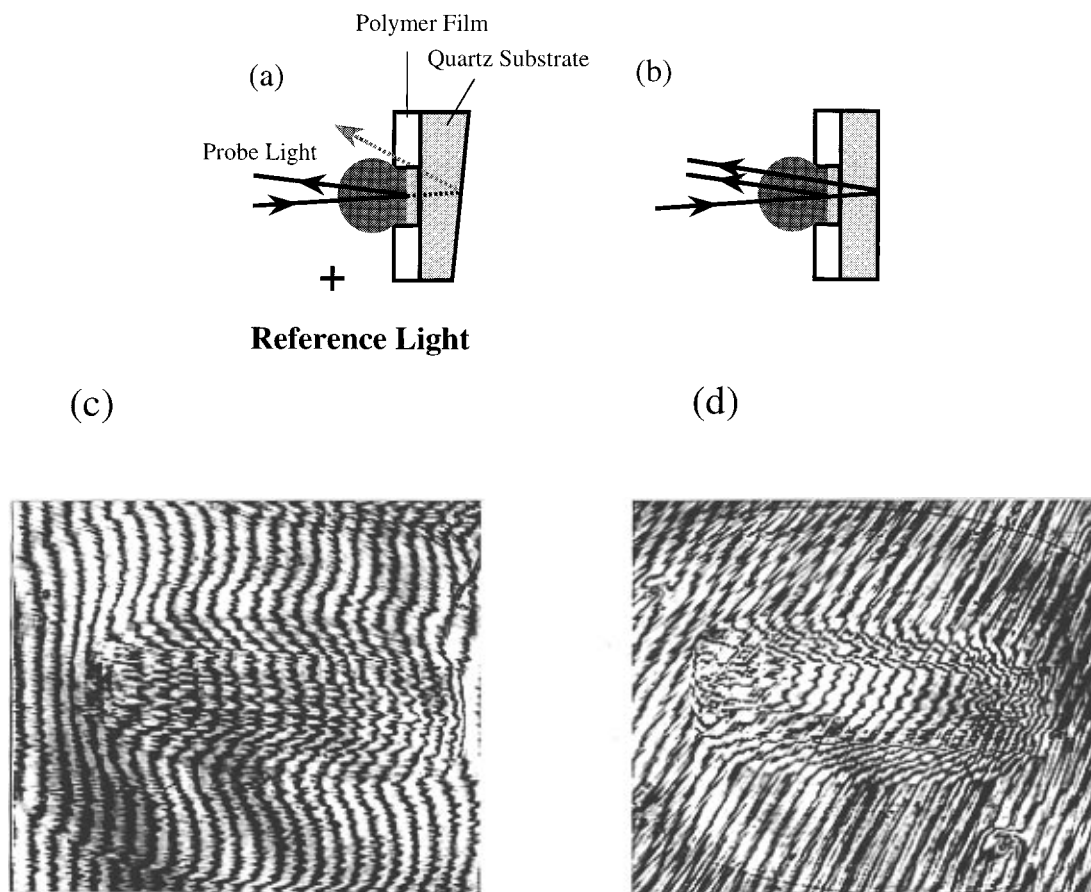 Polymer Film
Quartz Substrate
(a)
(b)
Probe Light
+
Reference Light
(c)
(d)